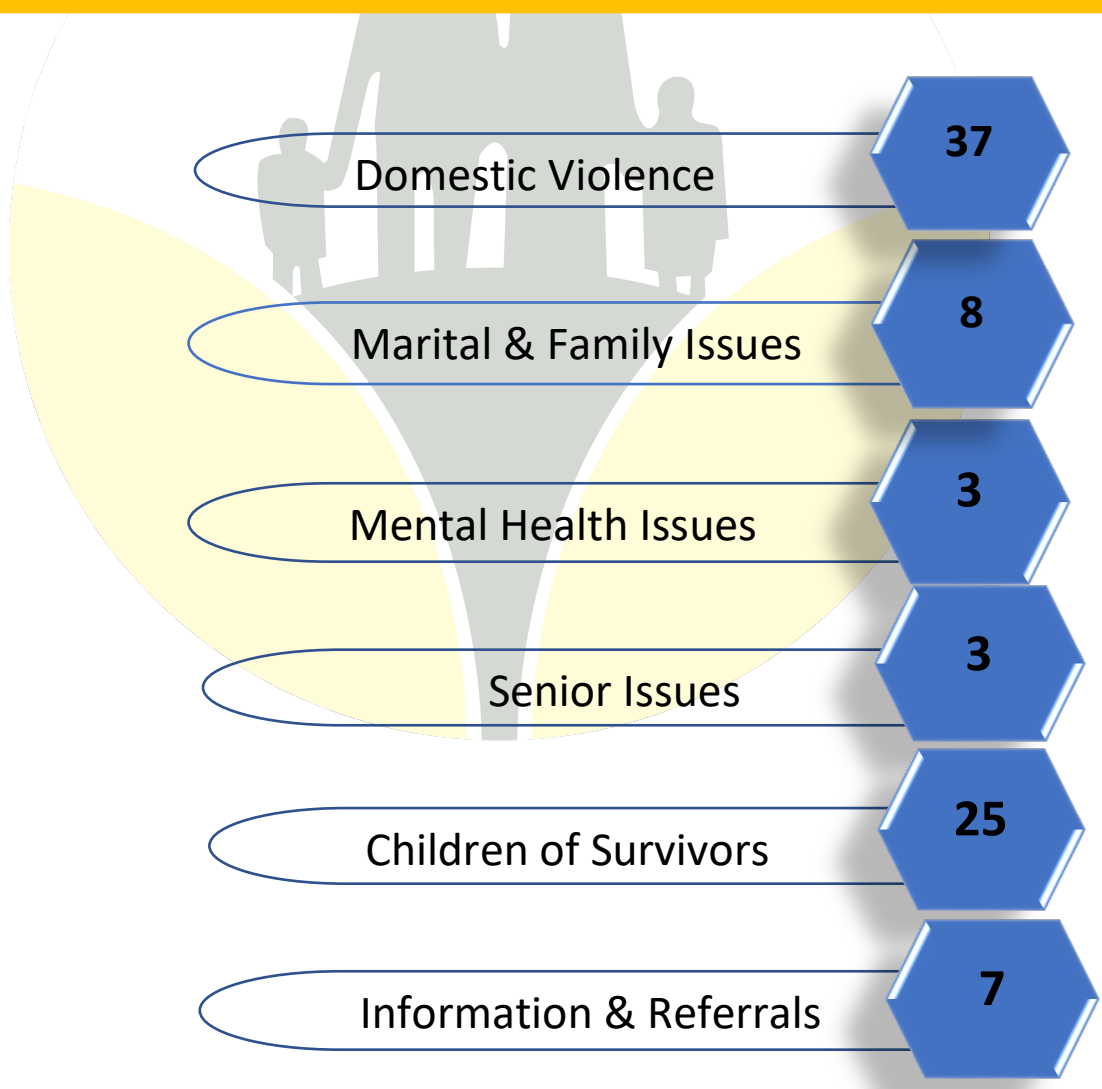 Domestic Violence 37
Marital & Family Issues 8
Mental Health Issues 3
Senior Issues 3
Children of Survivors 25
Information & Referrals 7